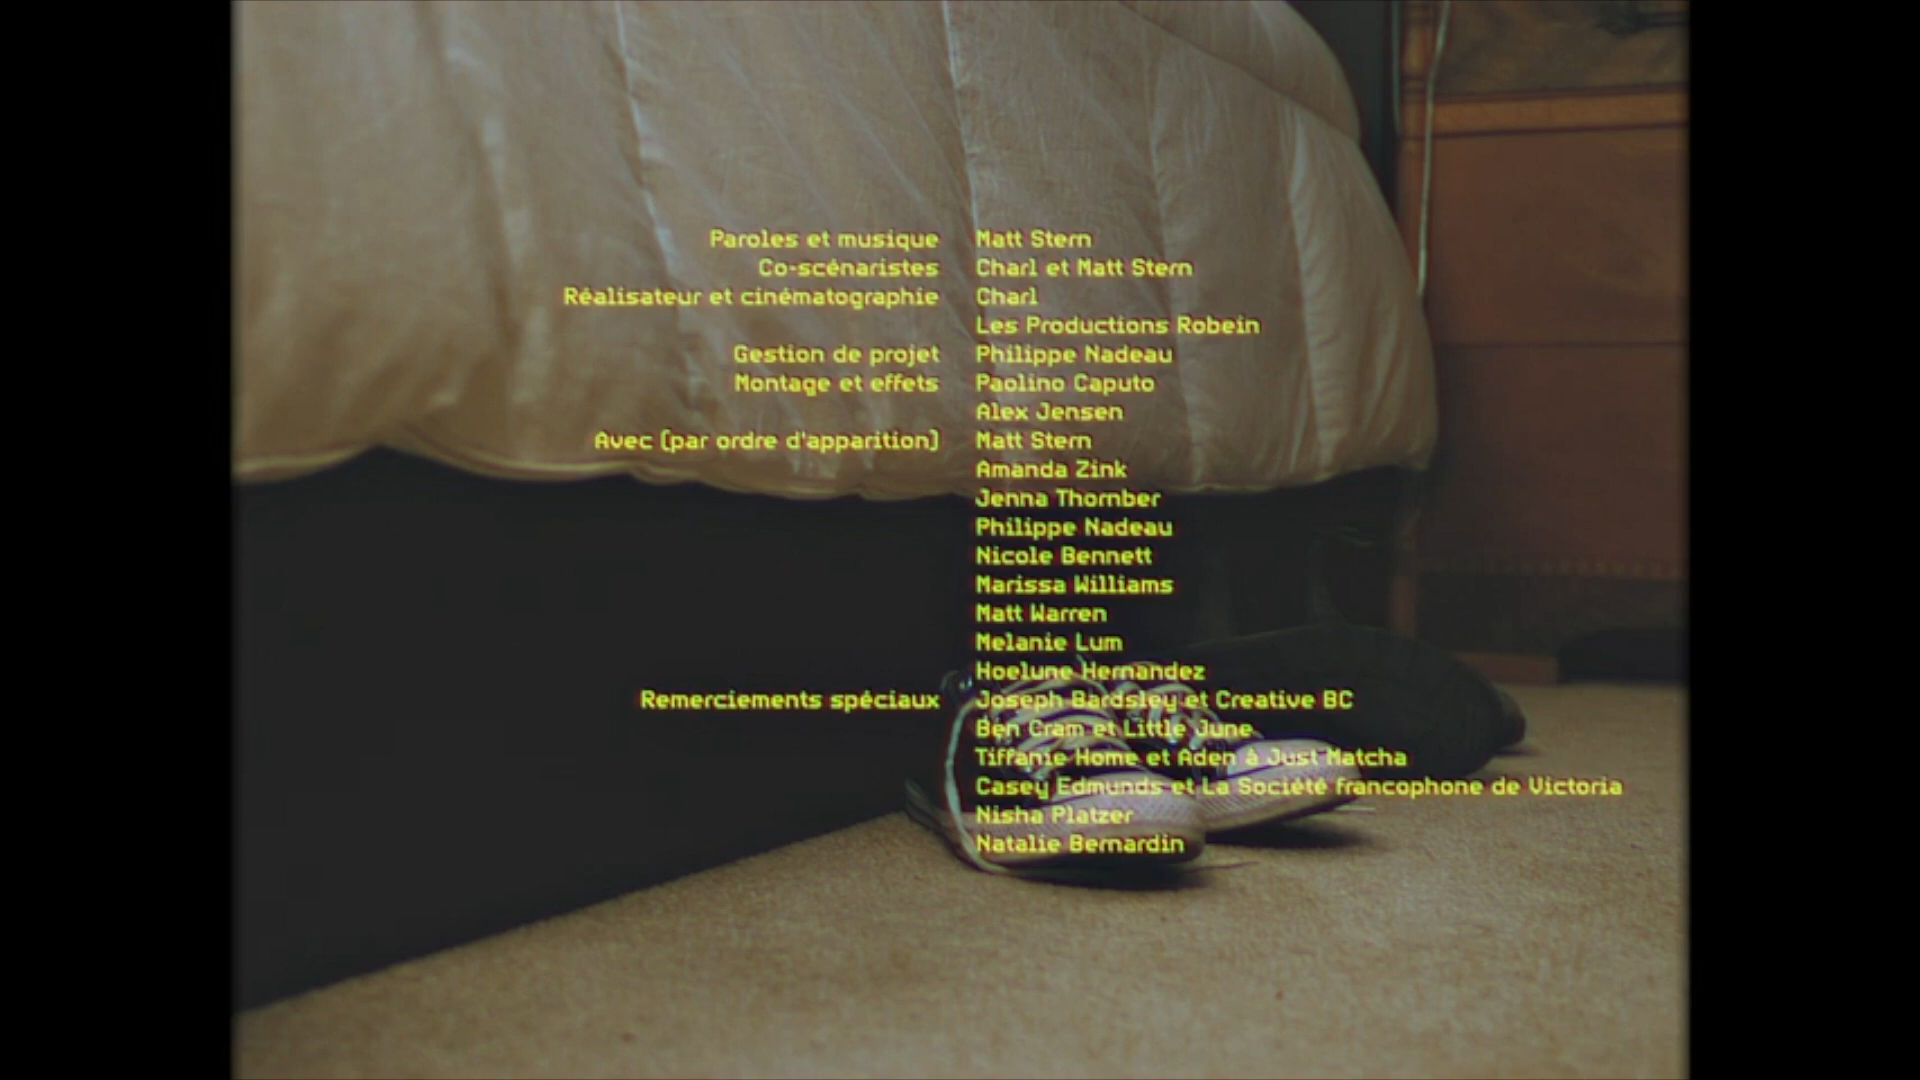 Paroles et musique Matt Stern
Co-scénaristes Charl et Matt Stern
Réalisateur et cinématographie Charl
Les Productions Robein
Gestion de projet Philippe Nadeau
Montage et effets Paolino Caputo
Alex Jensen
Avec (par ordre d'apparition) Matt Stern
Amanda Zink
Jenna Thornber
Philippe Nadeau
Nicole Bennett
Marissa Williams
Matt Warren
Melanie Lum
Hoelune Hernandez
Remerciements spéciaux Joseph Bardsley et Creative BC
Ben Cram et Little June
Tiffanie Home et Aden à Just Matcha
Casey Edmunds et La Société francophone de Victoria
Nisha Platzer
Natalie Bernardin